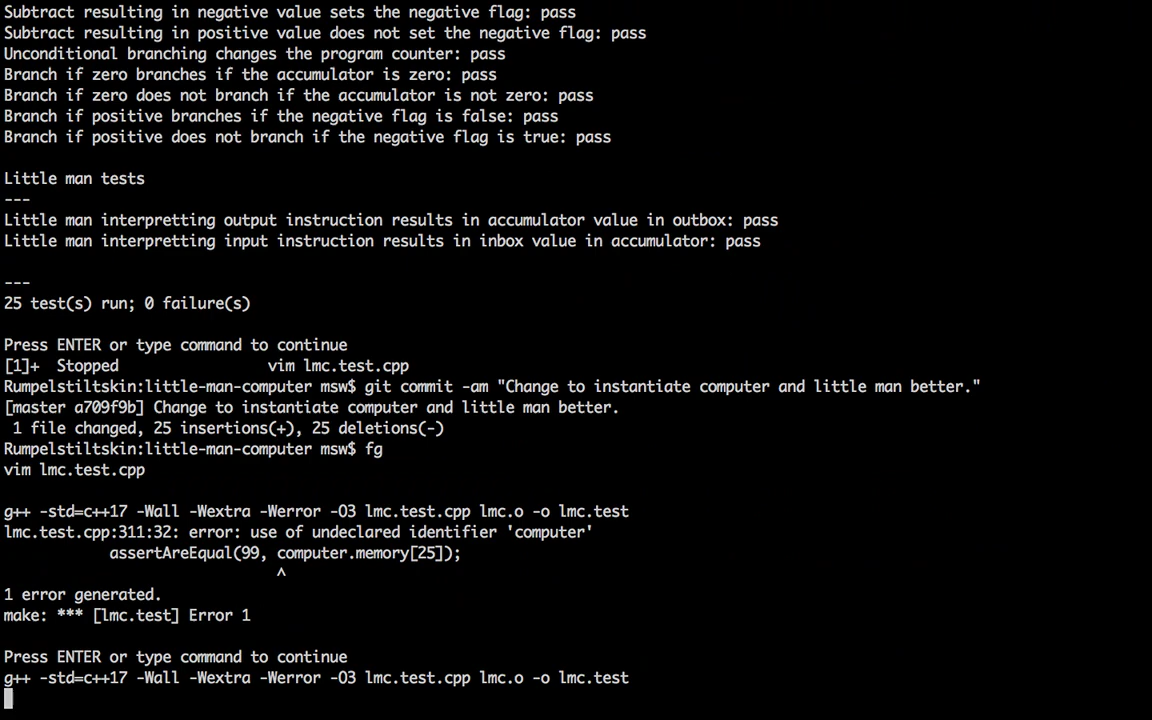 Subtract resulting in negative value sets the negative flag: pass
Subtract resulting in positive value does not set the negative flag: pass
Unconditional branching changes the program counter: pass
Branch if zero branches if the accumulator is zero: pass
Branch if zero does not branch if the accumulator is not zero: pass
Branch if positive branches if the negative flag is false: pass
Branch if positive does not branch if the negative flag is true: pass
Little man tests
---
Little man interpretting output instruction results in accumulator value in outbox: pass
Little man interpretting input instruction results in inbox value in accumulator: pass
---
25 test(s) run; 0 failure(s)
Press ENTER or type command to continue
[1]+  Stopped                 vim lmc.test.cpp
Rumpelstiltskin:little-man-computer msw$ git commit -am "Change to instantiate computer and little man better."
[master a709f9b] Change to instantiate computer and little man better.
 1 file changed, 25 insertions(+), 25 deletions(-)
Rumpelstiltskin:little-man-computer msw$ fg
vim lmc.test.cpp
g++ -std=c++17 -Wall -Wextra -Werror -O3 lmc.test.cpp lmc.o -o lmc.test
lmc.test.cpp:311:32: error: use of undeclared identifier 'computer'
            assertAreEqual(99, computer.memory[25]);
                               ^
1 error generated.
make: *** [lmc.test] Error 1
Press ENTER or type command to continue
g++ -std=c++17 -Wall -Wextra -Werror -O3 lmc.test.cpp lmc.o -o lmc.test